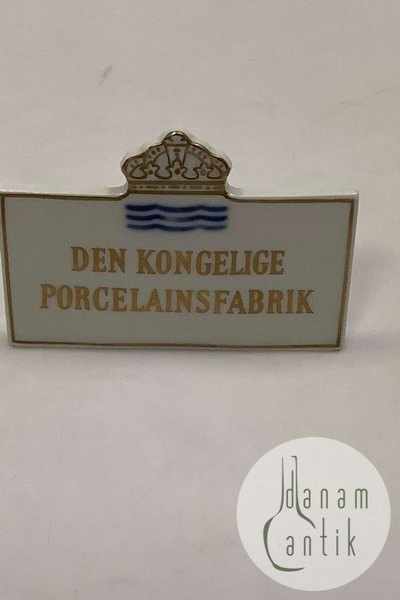 DEN KONGELIGE
PORCELAINSFABRIK
danam
antik